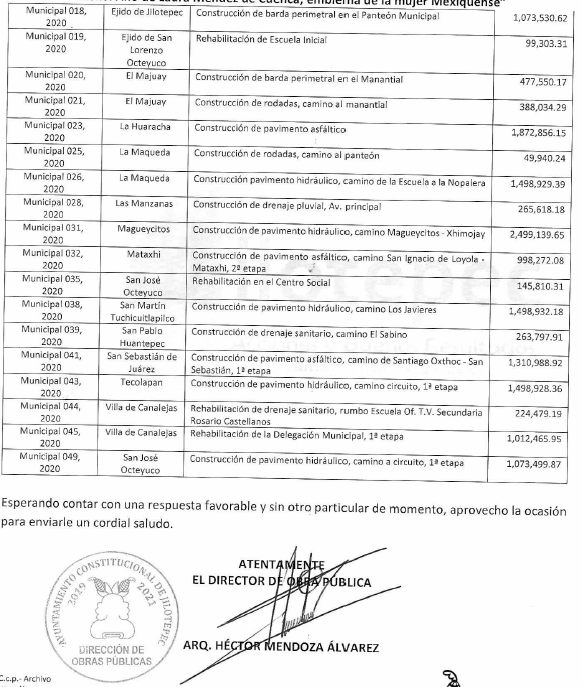 de Laura Méndez de Cuenca, emblema de la mujer Mexiquense"
Municipal 018, 2020 Ejido de Jilotepec Construcción de barda perimetral en el Panteón Municipal 1,073,530.62
Municipal 019, 2020 Ejido de San Lorenzo Octeyuco Rehabilitación de Escuela Inicial 99,303.31
Municipal 020, 2020 El Majuay Construcción de barda perimetral en el Manantial 477,550.17
Municipal 021, 2020 El Majuay Construcción de rodadas, camino al manantial 388,034.29
Municipal 023, 2020 La Huaracha Construcción de pavimento asfáltico 1,872,856.15
Municipal 025, 2020 La Maqueda Construcción de rodadas, camino al panteón 49,940.24
Municipal 026, 2020 La Maqueda Construcción pavimento hidráulico, camino de la Escuela a la Nopalera 1,498,929.39
Municipal 028, 2020 Las Manzanas Construcción de drenaje pluvial, Av. principal 265,618.18
Municipal 031, 2020 Magueycitos Construcción de pavimento hidráulico, camino Magueycitos - Xhimojay 2,499,139.65
Municipal 032, 2020 Mataxhi Construcción de pavimento asfáltico, camino San Ignacio de Loyola - Mataxhi, 2ª etapa 998,272.08
Municipal 035, 2020 San José Octeyuco Rehabilitación en el Centro Social 145,810.31
Municipal 038, 2020 San Martín Tuchicuitlapilco Construcción de pavimento hidráulico, camino Los Javieres 1,498,932.18
Municipal 039, 2020 San Pablo Huantepec Construcción de drenaje sanitario, camino El Sabino 263,797.91
Municipal 041, 2020 San Sebastián de Juárez Construcción de pavimento asfáltico, camino de Santiago Oxthoc - San Sebastián, 1ª etapa 1,310,988.92
Municipal 043, 2020 Tecolapan Construcción de pavimento hidráulico, camino circuito, 1ª etapa 1,498,928.36
Municipal 044, 2020 Villa de Canalejas Rehabilitación de drenaje sanitario, rumbo Escuela Of. T.V. Secundaria Rosario Castellanos 224,479.19
Municipal 045, 2020 Villa de Canalejas Rehabilitación de la Delegación Municipal, 1ª etapa 1,012,465.95
Municipal 049, 2020 San José Octeyuco Construcción de pavimento hidráulico, camino a circuito, 1ª etapa 1,073,499.87
Esperando contar con una respuesta favorable y sin otro particular de momento, aprovecho la ocasión
para enviarle un cordial saludo.
ATENTAMENTE
EL DIRECTOR DE OBRA PÚBLICA
AYUNTAMIENTO CONSTITUCIONAL DE JILOTEPEC
2019 2021
DIRECCIÓN DE
OBRAS PÚBLICAS
ARQ. HÉCTOR MENDOZA ÁLVAREZ
C.c.p.- Archivo